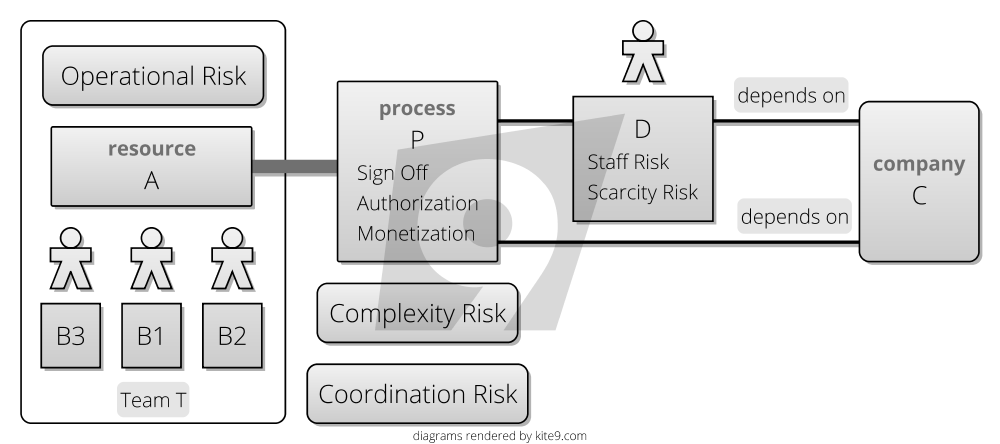 Operational Risk
resource
A
B3
B1
B2
Team T
process
P
Sign Off
Authorization
Monetization
Complexity Risk
Coordination Risk
D
Staff Risk
Scarcity Risk
depends on
depends on
company
C
diagrams rendered by kite9.com